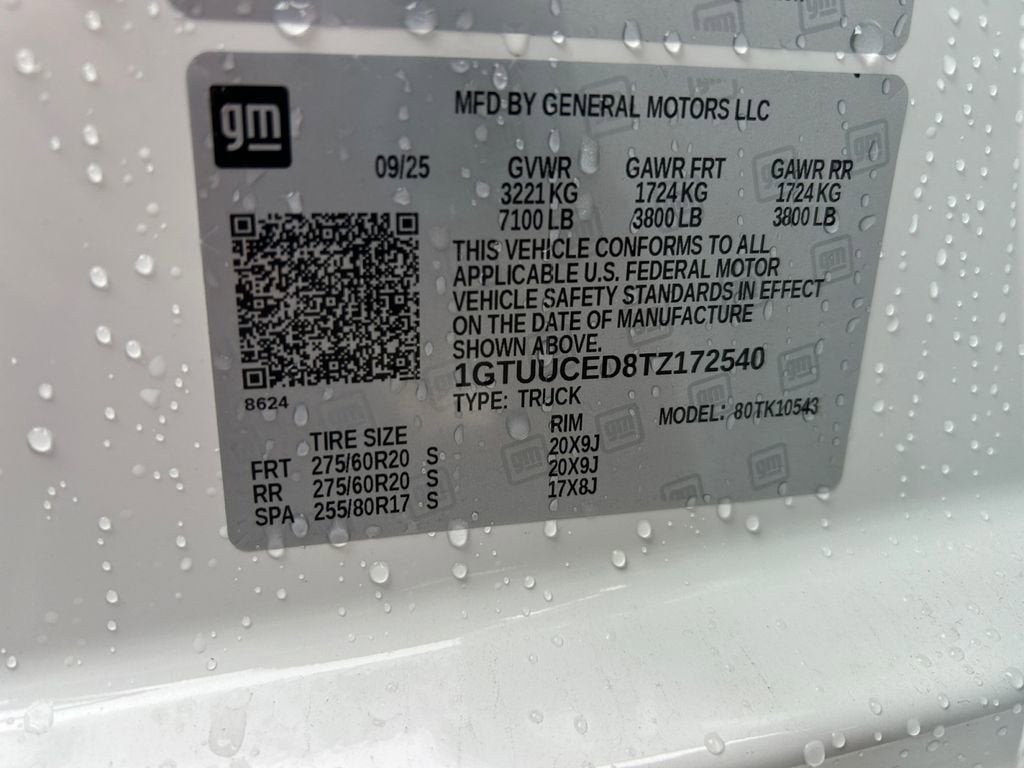 gm
MFD BY GENERAL MOTORS LLC
09/25 GVWR GAWR FRT GAWR RR
3221 KG 1724 KG 1724 KG
7100 LB 3800 LB 3800 LB
THIS VEHICLE CONFORMS TO ALL
APPLICABLE U.S. FEDERAL MOTOR
VEHICLE SAFETY STANDARDS IN EFFECT
ON THE DATE OF MANUFACTURE
SHOWN ABOVE.
1GTUUCED8TZ172540
8624
TYPE: TRUCK MODEL: 80TK10543
TIRE SIZE RIM
FRT 275/60R20 S 20X9J
RR 275/60R20 S 20X9J
SPA 255/80R17 S 17X8J